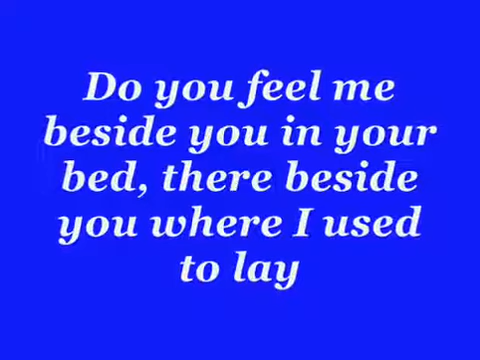 Do you feel me
beside you in your
bed, there beside
you where I used
to lay